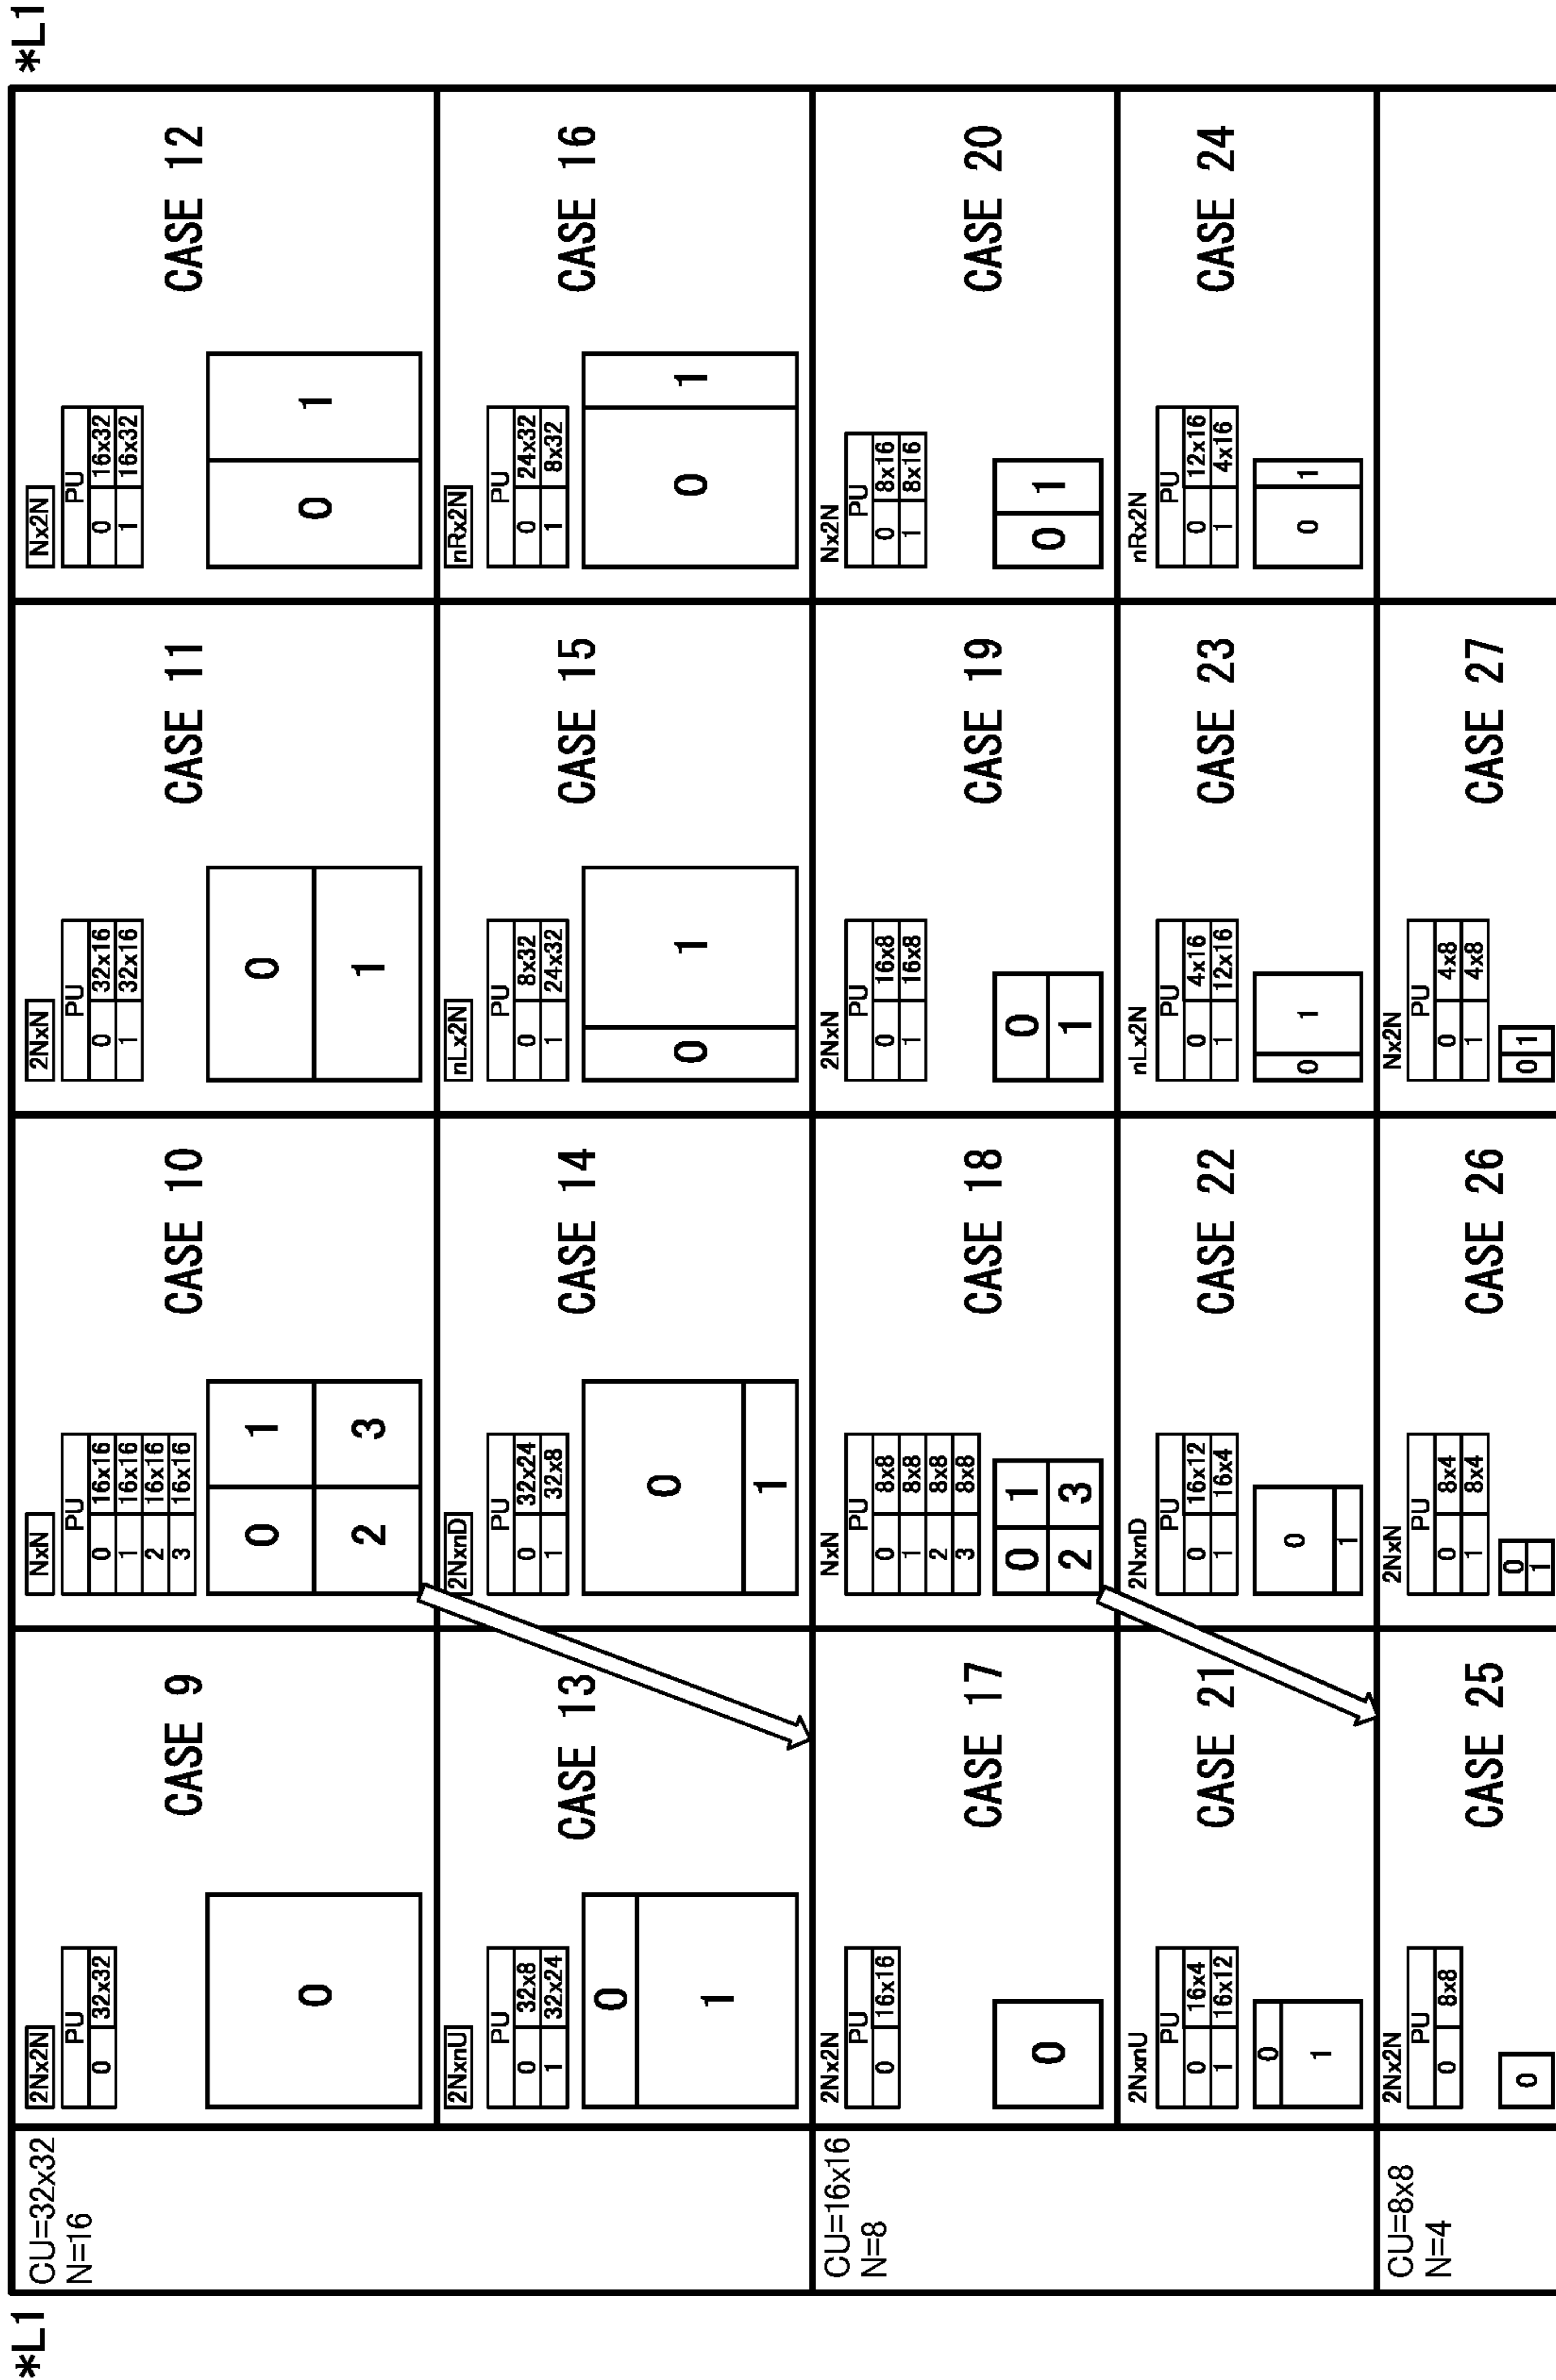 *L1
*L1
CU=32x32
N=16
2Nx2N
PU
0 32x32
0
CASE 9
NxN
PU
0 16x16
1 16x16
2 16x16
3 16x16
0 1
2 3
CASE 10
2NxN
PU
0 32x16
1 32x16
0
1
CASE 11
Nx2N
PU
0 16x32
1 16x32
0 1
CASE 12
2NxnU
PU
0 32x8
1 32x24
0
1
CASE 13
2NxnD
PU
0 32x24
1 32x8
0
1
CASE 14
nLx2N
PU
0 8x32
1 24x32
0 1
CASE 15
nRx2N
PU
0 24x32
1 8x32
0 1
CASE 16
CU=16x16
N=8
2Nx2N
PU
0 16x16
0
CASE 17
NxN
PU
0 8x8
1 8x8
2 8x8
3 8x8
0 1
2 3
CASE 18
2NxN
PU
0 16x8
1 16x8
0
1
CASE 19
Nx2N
PU
0 8x16
1 8x16
0 1
CASE 20
2NxnU
PU
0 16x4
1 16x12
0
1
CASE 21
2NxnD
PU
0 16x12
1 16x4
0
1
CASE 22
nLx2N
PU
0 4x16
1 12x16
0 1
CASE 23
nRx2N
PU
0 12x16
1 4x16
0 1
CASE 24
CU=8x8
N=4
2Nx2N
PU
0 8x8
0
CASE 25
2NxN
PU
0 8x4
1 8x4
0
1
CASE 26
Nx2N
PU
0 4x8
1 4x8
0 1
CASE 27